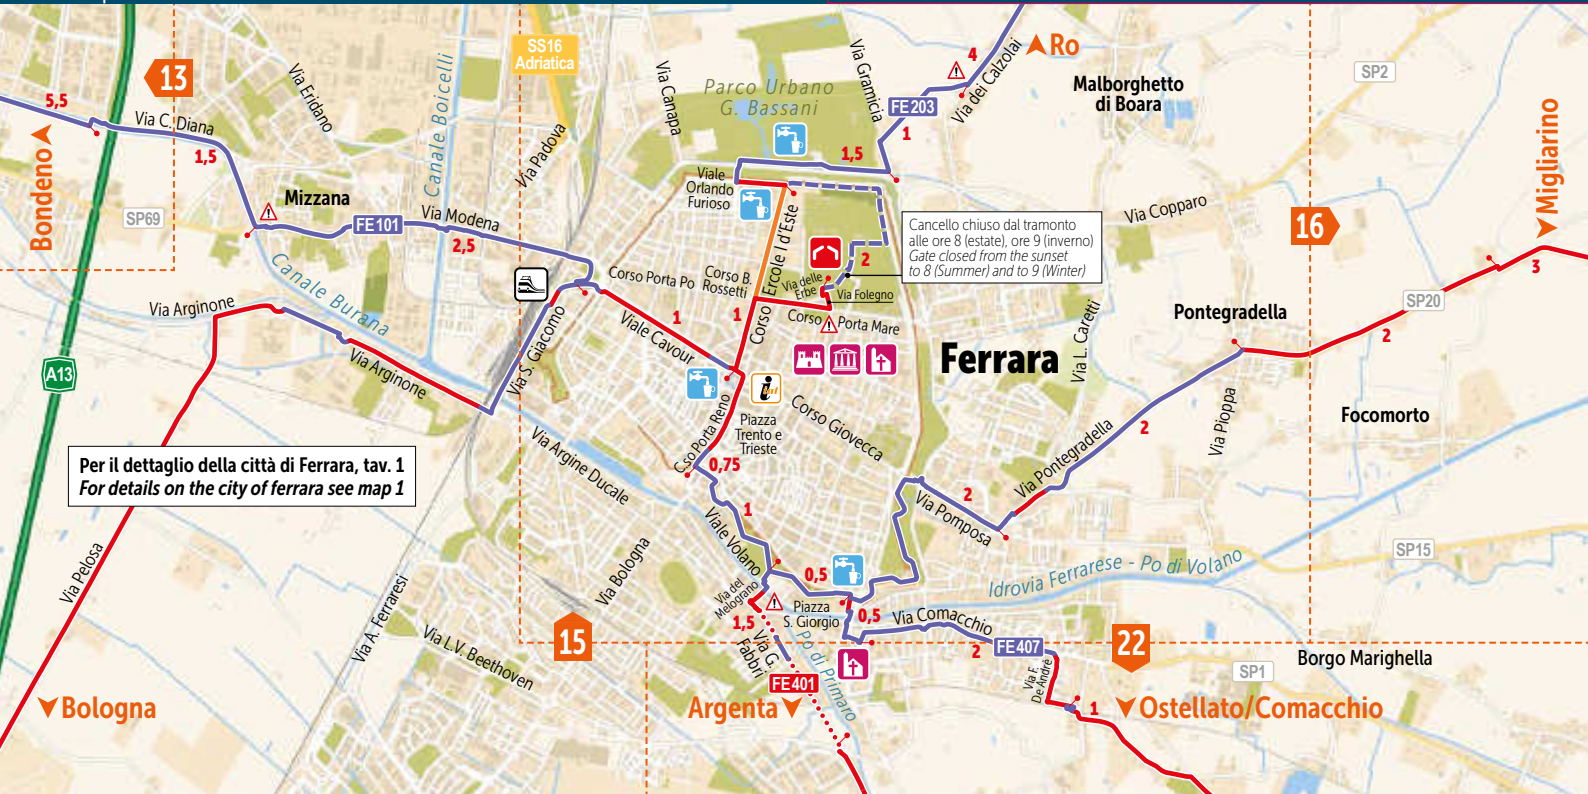 SS16
Adriatica
13
5,5
Via C. Diana
1,5
Bondeno
Via Eridano
Canale Boicelli
Via Padova
Via Canapa
Parco Urbano
G. Bassani
Via Gramicia
4
Ro
Via dei Calzolai
FE203
1
1,5
Malborghetto
di Boara
SP2
Migliarino
Mizzana
SP69
FE101
Via Modena
2,5
Viale
Orlando
Furioso
Corso Ercole I d'Este
Via Copparo
16
Cancello chiuso dal tramonto
alle ore 8 (estate), ore 9 (inverno)
Gate closed from the sunset
to 8 (Summer) and to 9 (Winter)
2
Canale Burana
Corso Porta Po
Corso B.
Rossetti
Via delle
Erbe
Via Folegno
Corso Porta Mare
3
SP20
2
Via Arginone
Via S. Giacomo
Viale Cavour
1
1
Pontegradella
Via L. Caretti
Ferrara
A13
Via Arginone
Focomorto
Via Pioppa
Cso Porta Reno
Piazza
Trento e
Trieste
Corso Giovecca
Via Pontegradella
2
Per il dettaglio della città di Ferrara, tav. 1
For details on the city of ferrara see map 1
Via Argine Ducale
0,75
1
Viale Volano
2
Via Pomposa
SP15
Idrovia Ferrarese - Po di Volano
Via Pelosa
Via A. Ferraresi
Via Bologna
Via del
Melograno
0,5
Piazza
S. Giorgio
0,5
Via Comacchio
1,5
Via G.
Fabbri
Po di Primaro
2
FE407
15
22
Via L.V. Beethoven
Via F.
De Andrè
SP1
Borgo Marighella
FE401
Bologna
Argenta
1
Ostellato/Comacchio